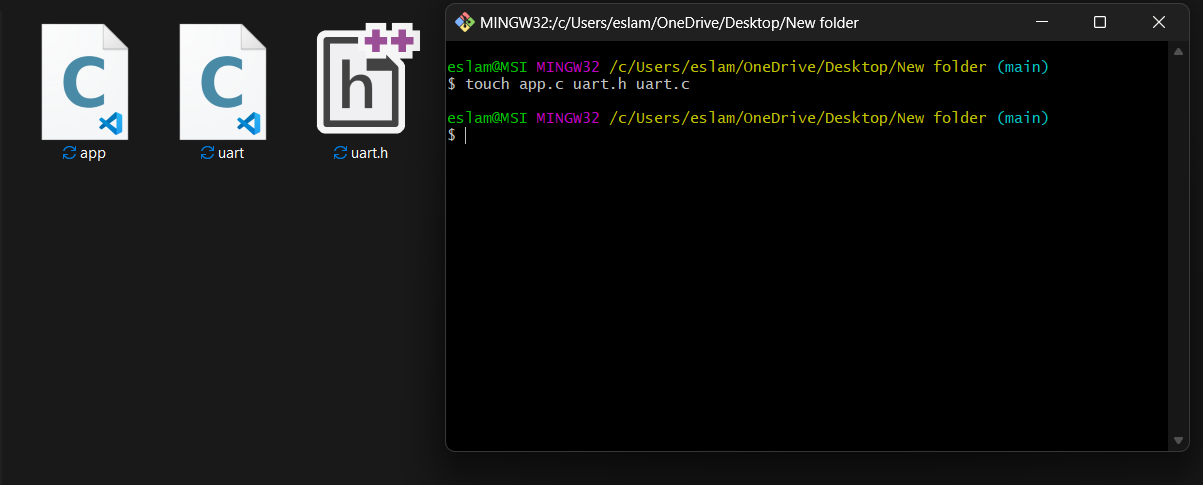 MINGW32:/c/Users/eslam/OneDrive/Desktop/New folder
eslam@MSI MINGW32 /c/Users/eslam/OneDrive/Desktop/New folder (main)
$ touch app.c uart.h uart.c
eslam@MSI MINGW32 /c/Users/eslam/OneDrive/Desktop/New folder (main)
$
C
C
h++
app
uart
uart.h